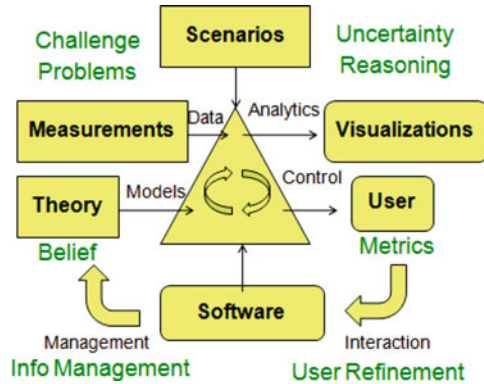 Challenge
Problems
Scenarios
Uncertainty
Reasoning
Measurements
Data
Analytics
Visualizations
Theory
Models
Control
User
Belief
Metrics
Software
Management
Interaction
Info Management
User Refinement